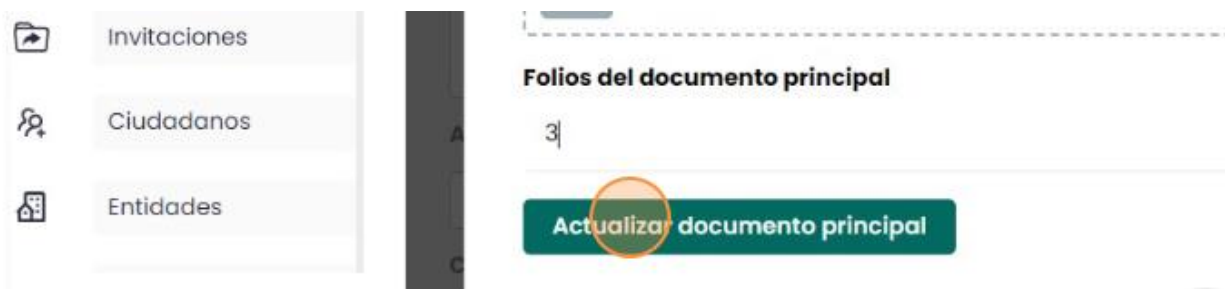 Invitaciones
Ciudadanos
Entidades
Folios del documento principal
3
Actualizar documento principal